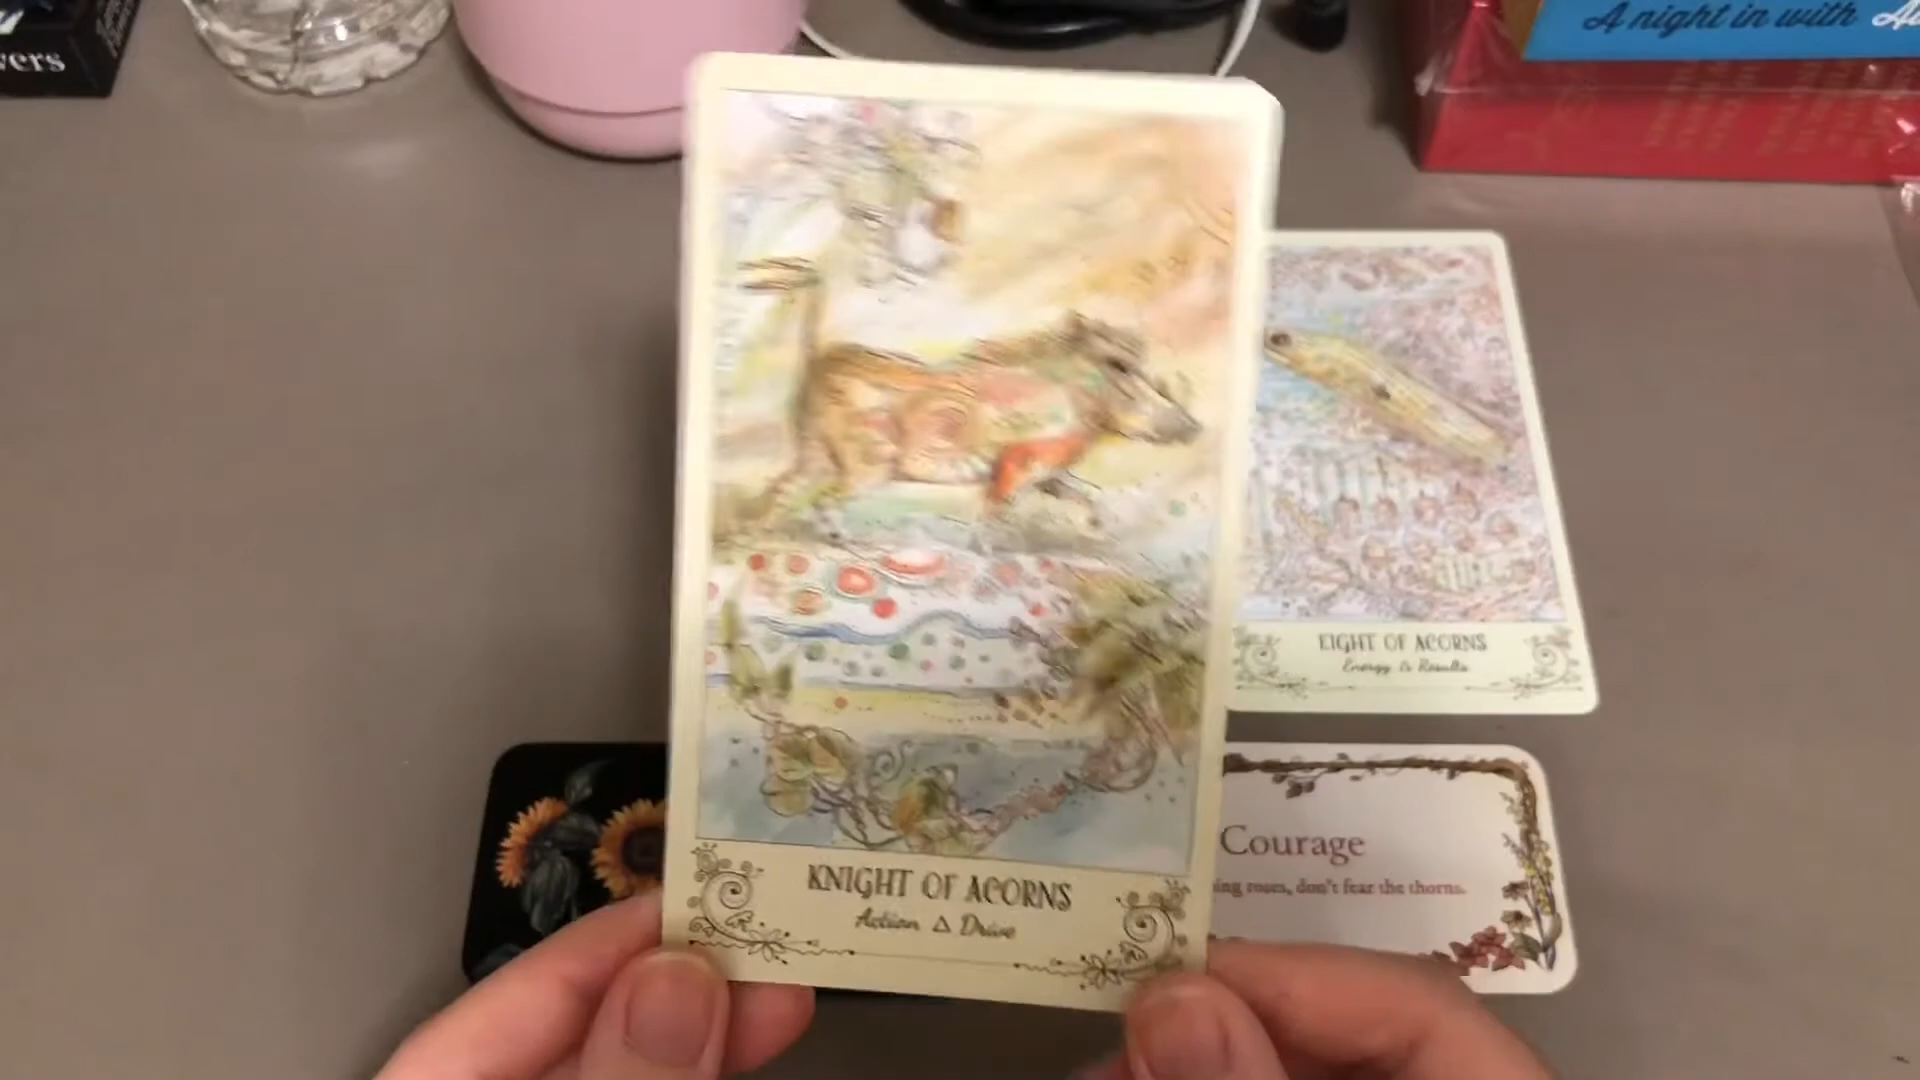 A night in with
KNIGHT OF ACORNS
Action Δ Drive
EIGHT OF ACORNS
Energy & Results
Courage
roses, don't fear the thorns.